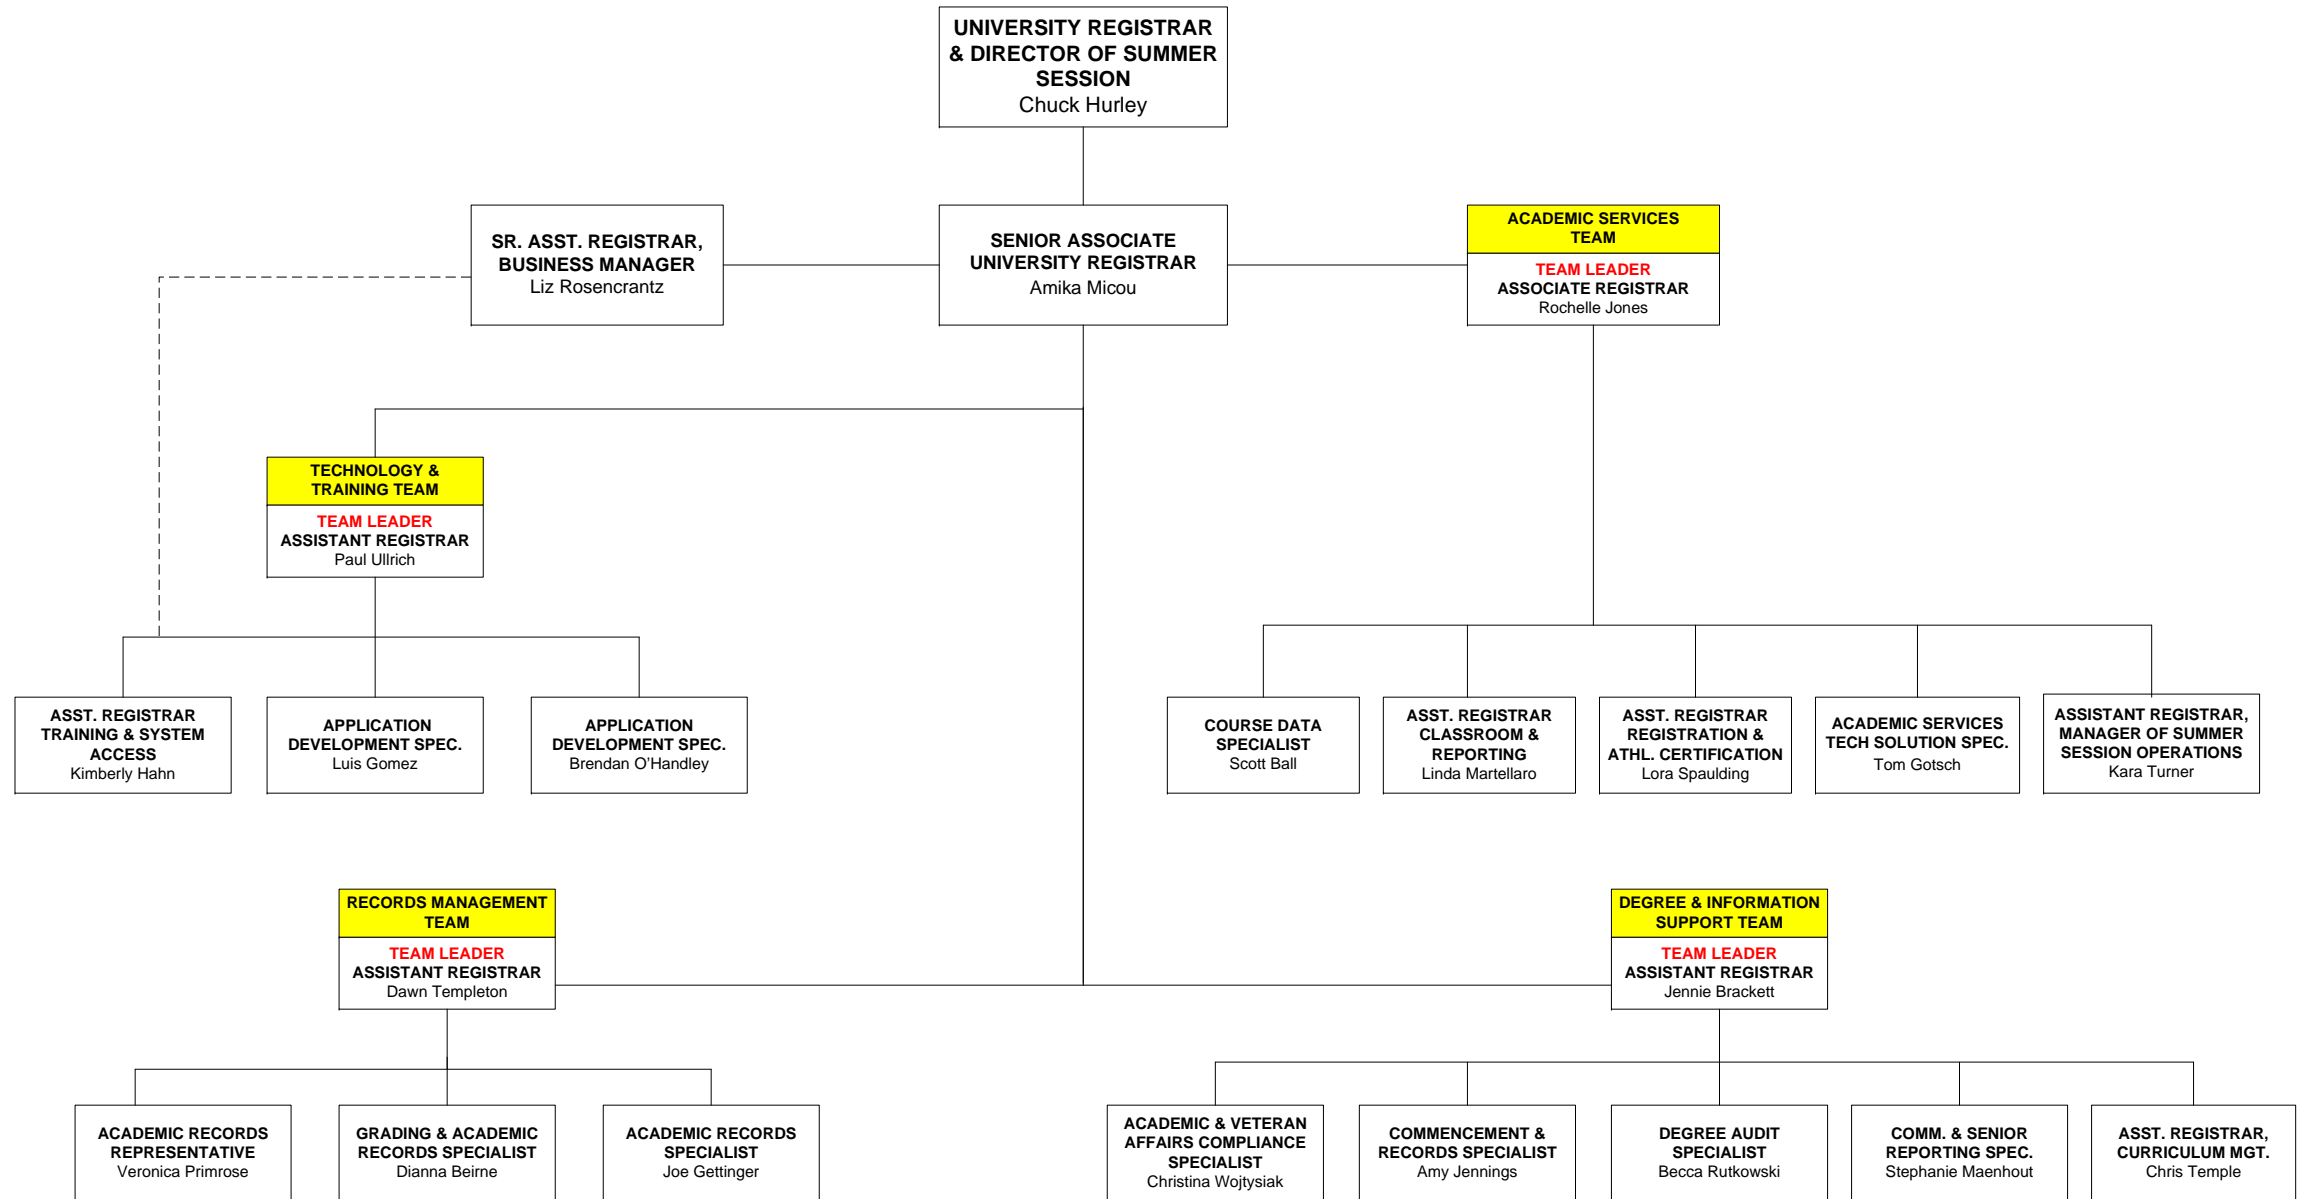 UNIVERSITY REGISTRAR
& DIRECTOR OF SUMMER
SESSION
Chuck Hurley
SR. ASST. REGISTRAR,
BUSINESS MANAGER
Liz Rosencrantz
SENIOR ASSOCIATE
UNIVERSITY REGISTRAR
Amika Micou
ACADEMIC SERVICES
TEAM
TEAM LEADER
ASSOCIATE REGISTRAR
Rochelle Jones
TECHNOLOGY &
TRAINING TEAM
TEAM LEADER
ASSISTANT REGISTRAR
Paul Ullrich
ASST. REGISTRAR
TRAINING & SYSTEM
ACCESS
Kimberly Hahn
APPLICATION
DEVELOPMENT SPEC.
Luis Gomez
APPLICATION
DEVELOPMENT SPEC.
Brendan O'Handley
COURSE DATA
SPECIALIST
Scott Ball
ASST. REGISTRAR
CLASSROOM &
REPORTING
Linda Martellaro
ASST. REGISTRAR
REGISTRATION &
ATHL. CERTIFICATION
Lora Spaulding
ACADEMIC SERVICES
TECH SOLUTION SPEC.
Tom Gotsch
ASSISTANT REGISTRAR,
MANAGER OF SUMMER
SESSION OPERATIONS
Kara Turner
RECORDS MANAGEMENT
TEAM
TEAM LEADER
ASSISTANT REGISTRAR
Dawn Templeton
DEGREE & INFORMATION
SUPPORT TEAM
TEAM LEADER
ASSISTANT REGISTRAR
Jennie Brackett
ACADEMIC RECORDS
REPRESENTATIVE
Veronica Primrose
GRADING & ACADEMIC
RECORDS SPECIALIST
Dianna Beirne
ACADEMIC RECORDS
SPECIALIST
Joe Gettinger
ACADEMIC & VETERAN
AFFAIRS COMPLIANCE
SPECIALIST
Christina Wojtysiak
COMMENCEMENT &
RECORDS SPECIALIST
Amy Jennings
DEGREE AUDIT
SPECIALIST
Becca Rutkowski
COMM. & SENIOR
REPORTING SPEC.
Stephanie Maenhout
ASST. REGISTRAR,
CURRICULUM MGT.
Chris Temple